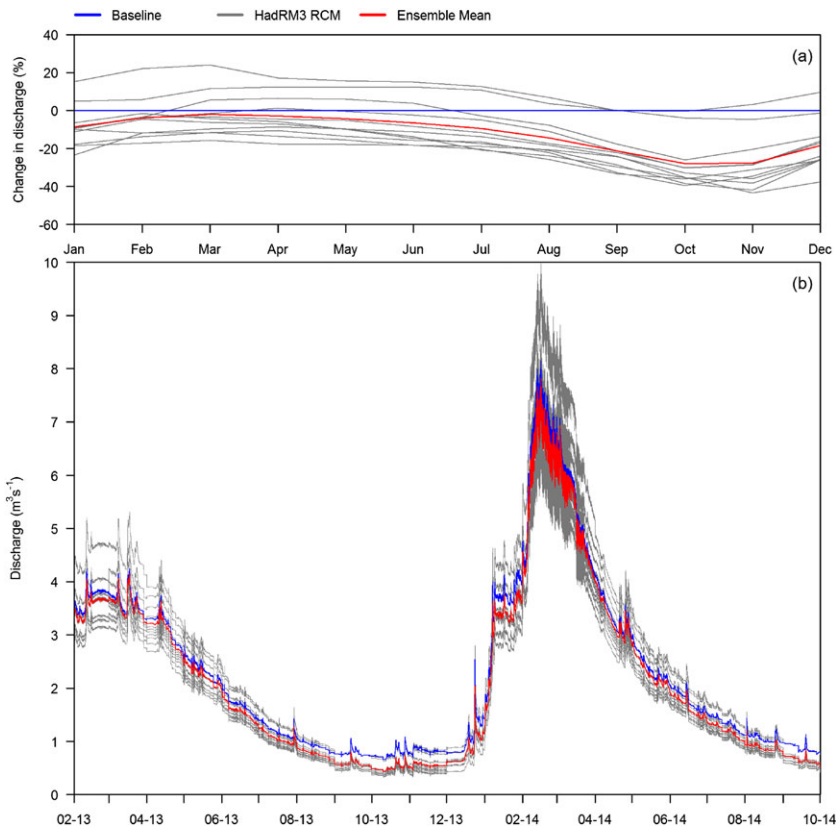 Baseline HadRM3 RCM Ensemble Mean
(a)
Change in discharge (%)
40
20
0
-20
-40
-60
Jan Feb Mar Apr May Jun Jul Aug Sep Oct Nov Dec
(b)
Discharge (m³s⁻¹)
10
9
8
7
6
5
4
3
2
1
0
02-13 04-13 06-13 08-13 10-13 12-13 02-14 04-14 06-14 08-14 10-14